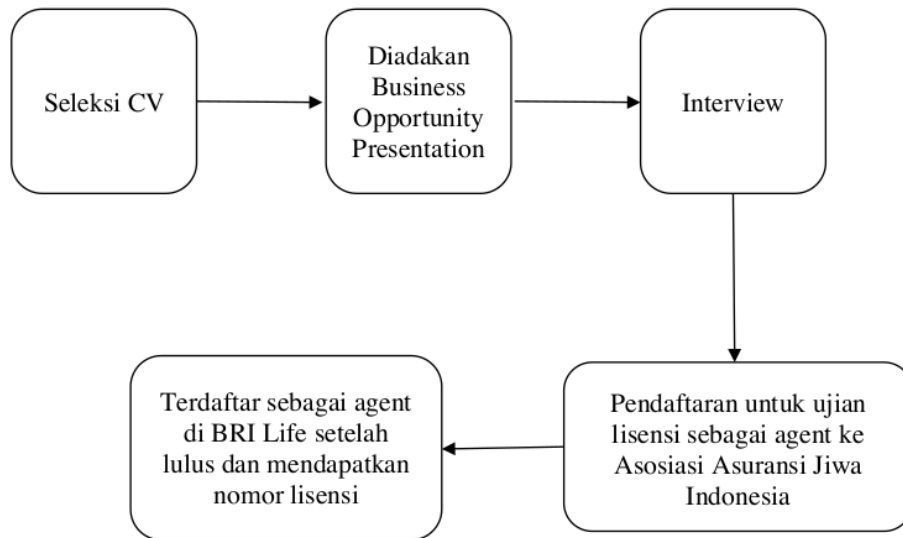 Seleksi CV
Diadakan
Business
Opportunity
Presentation
Interview
Pendaftaran untuk ujian
lisensi sebagai agent ke
Asosiasi Asuransi Jiwa
Indonesia
Terdaftar sebagai agent
di BRI Life setelah
lulus dan mendapatkan
nomor lisensi